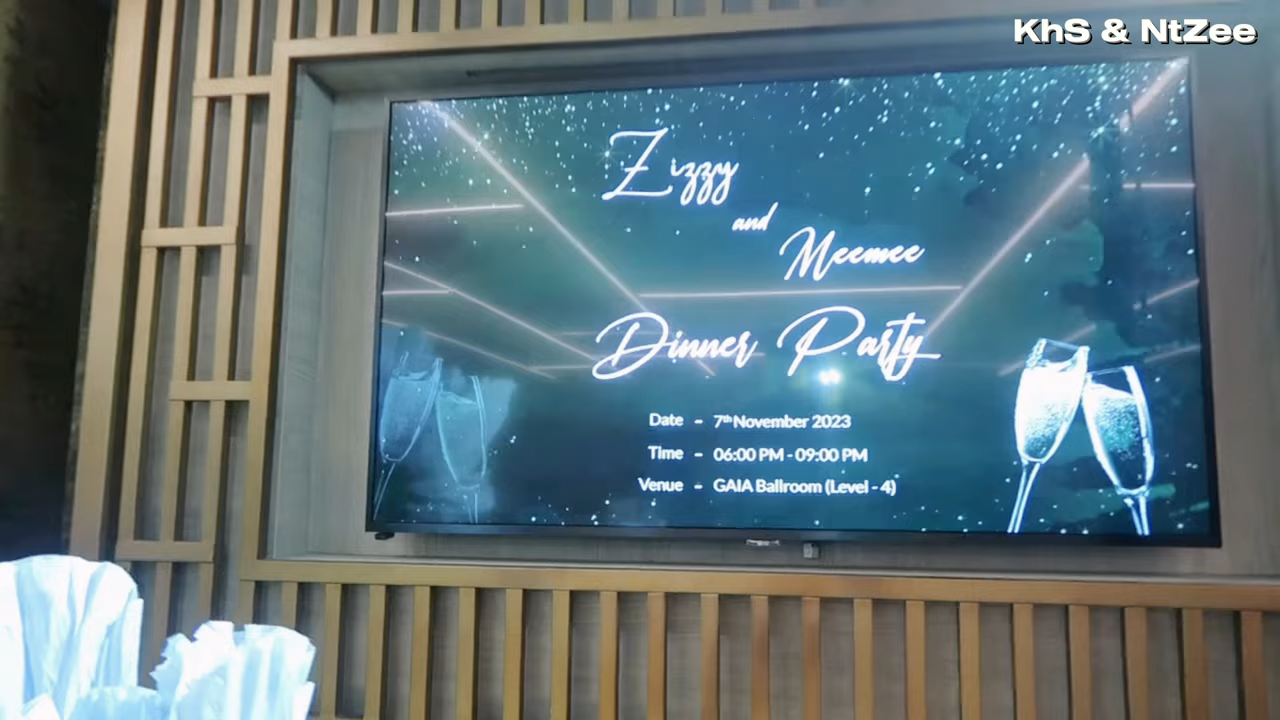 KhS & NtZee
Zizzy
and
Meemee
Dinner Party
Date - 7th November 2023
Time - 06:00 PM - 09:00 PM
Venue - GAIA Ballroom (Level - 4)